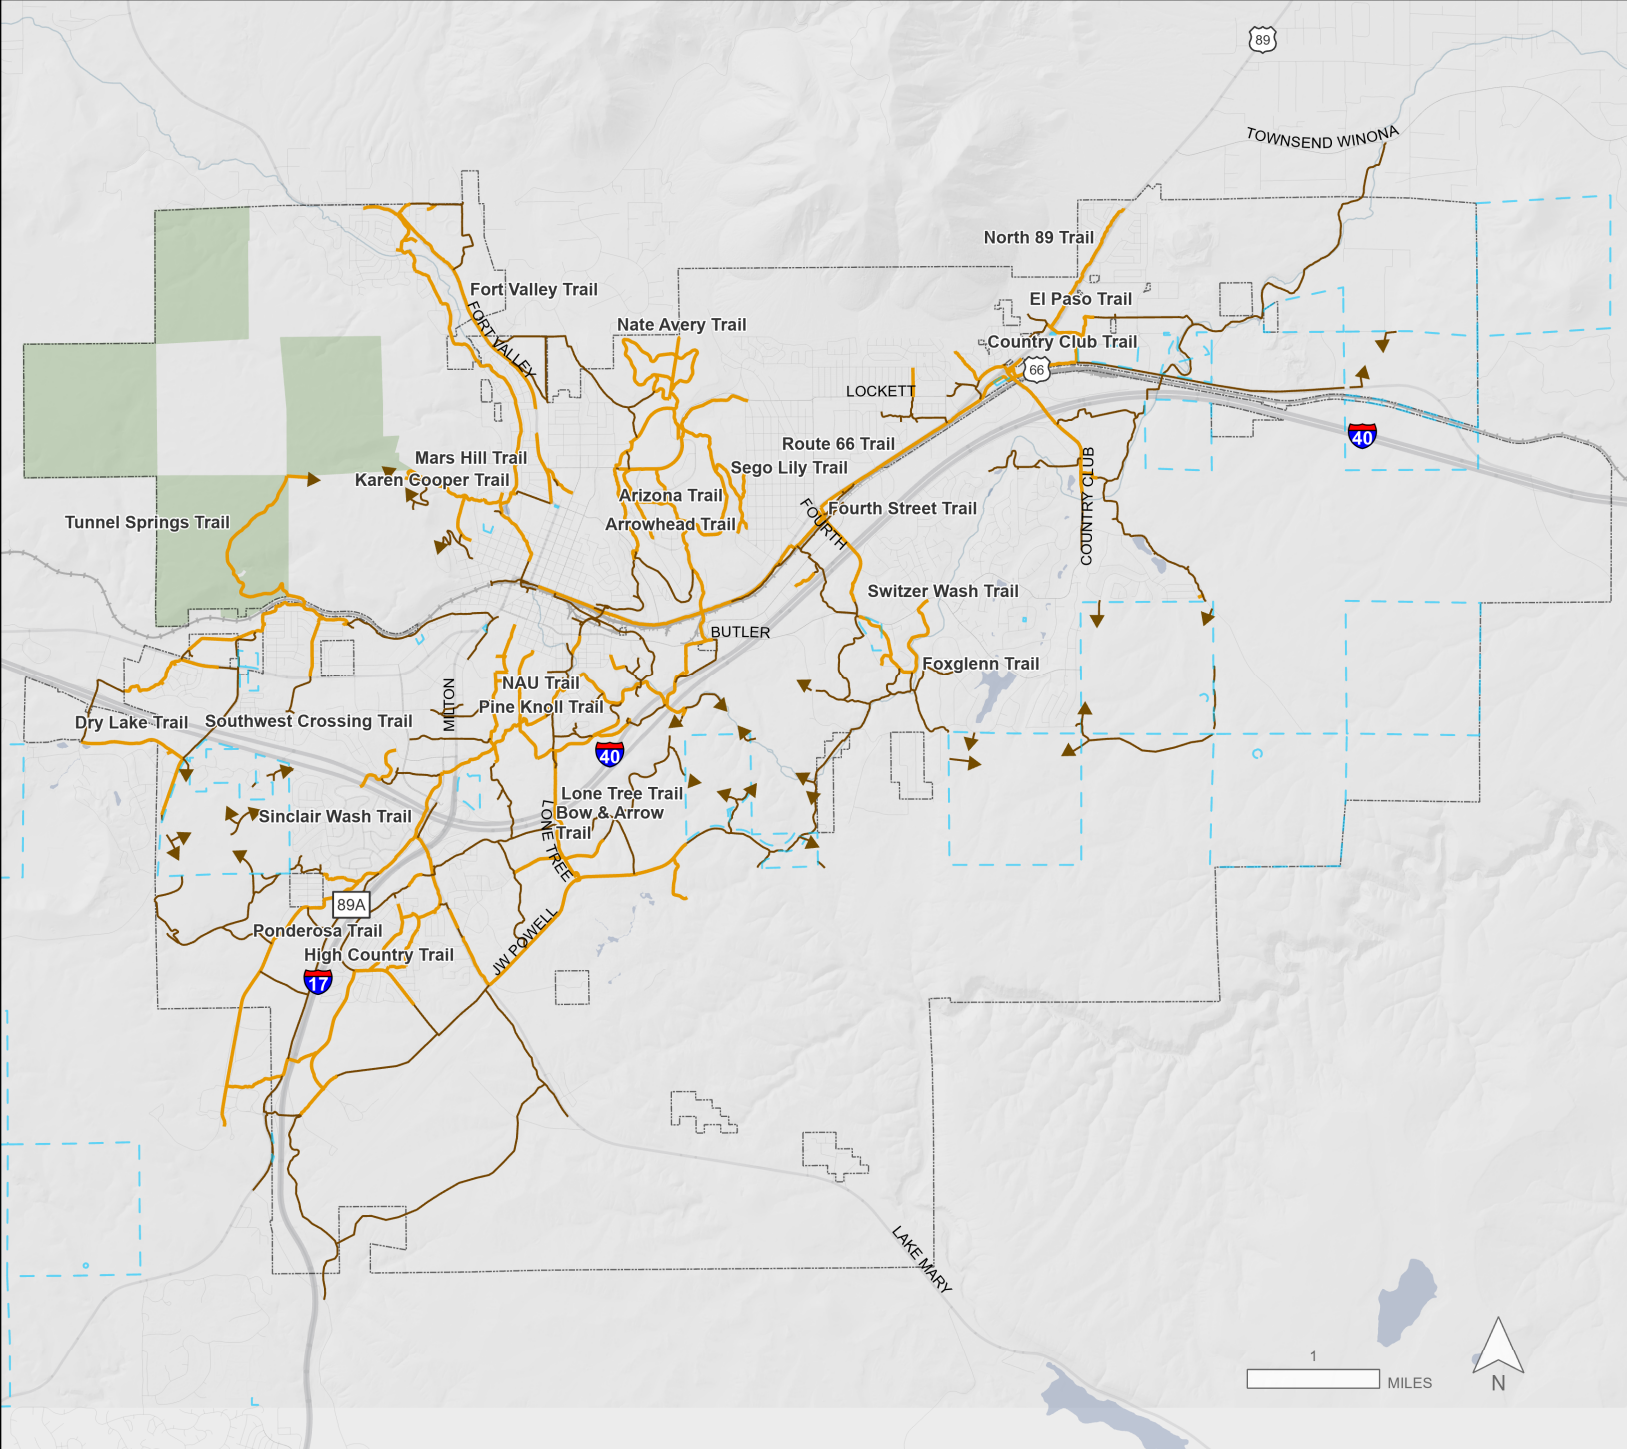 89
TOWNSEND WINONA
North 89 Trail
Fort Valley Trail
El Paso Trail
FORT VALLEY
Nate Avery Trail
Country Club Trail
66
LOCKETT
40
Route 66 Trail
Mars Hill Trail
Sego Lily Trail
Karen Cooper Trail
Arizona Trail
COUNTRY CLUB
Tunnel Springs Trail
Arrowhead Trail
FOURTH
Fourth Street Trail
Switzer Wash Trail
BUTLER
Foxglenn Trail
NAU Trail
MILTON
Pine Knoll Trail
Dry Lake Trail
Southwest Crossing Trail
40
Lone Tree Trail
LONE TREE
Bow & Arrow
Trail
Sinclair Wash Trail
89A
Ponderosa Trail
JW POWELL
High Country Trail
17
LAKE MARY
1
MILES
N